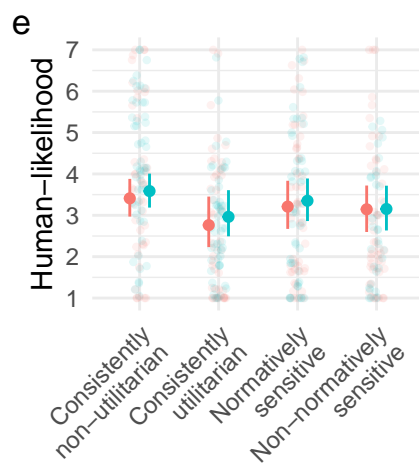 e
Human-likelihood
7
6
5
4
3
2
1
Consistently
non-utilitarian
Consistently
utilitarian
Normatively
sensitive
Non-normatively
sensitive